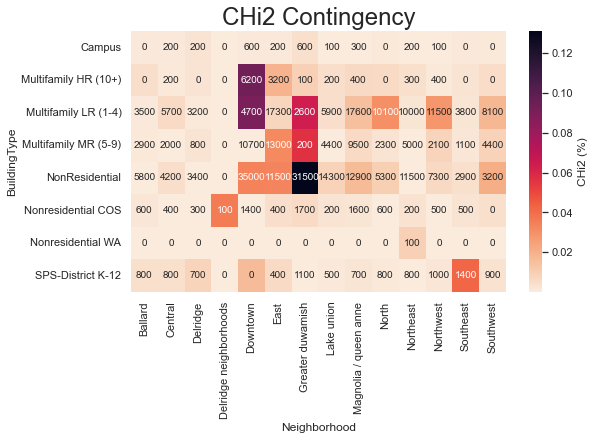 CHi2 Contingency
Campus 0 200 200 0 600 200 600 100 300 0 200 100 0 0
Multifamily HR (10+) 0 200 0 0 6200 3200 100 200 400 0 300 400 0 0
Multifamily LR (1-4) 3500 5700 3200 0 4700 17300 2600 5900 17600 10100 10000 11500 3800 8100
Multifamily MR (5-9) 2900 2000 800 0 10700 13000 200 4400 9500 2300 5000 2100 1100 4400
NonResidential 5800 4200 3400 0 35000 11500 31500 14300 12900 5300 11500 7300 2900 3200
Nonresidential COS 600 400 300 100 1400 400 1700 200 1600 600 200 500 500 0
Nonresidential WA 0 0 0 0 0 0 0 0 0 0 100 0 0 0
SPS-District K-12 800 800 700 0 0 400 1100 500 700 800 800 1000 1400 900
BuildingType
Ballard
Central
Delridge
Delridge neighborhoods
Downtown
East
Greater duwamish
Lake union
Magnolia / queen anne
North
Northeast
Northwest
Southeast
Southwest
Neighborhood
0.12
0.10
0.08
0.06
0.04
0.02
CHi2 (%)